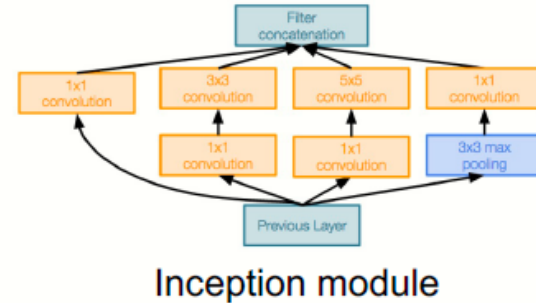 Filter
concatenation
1x1
convolution
3x3
convolution
5x5
convolution
1x1
convolution
1x1
convolution
1x1
convolution
3x3 max
pooling
Previous Layer
Inception module